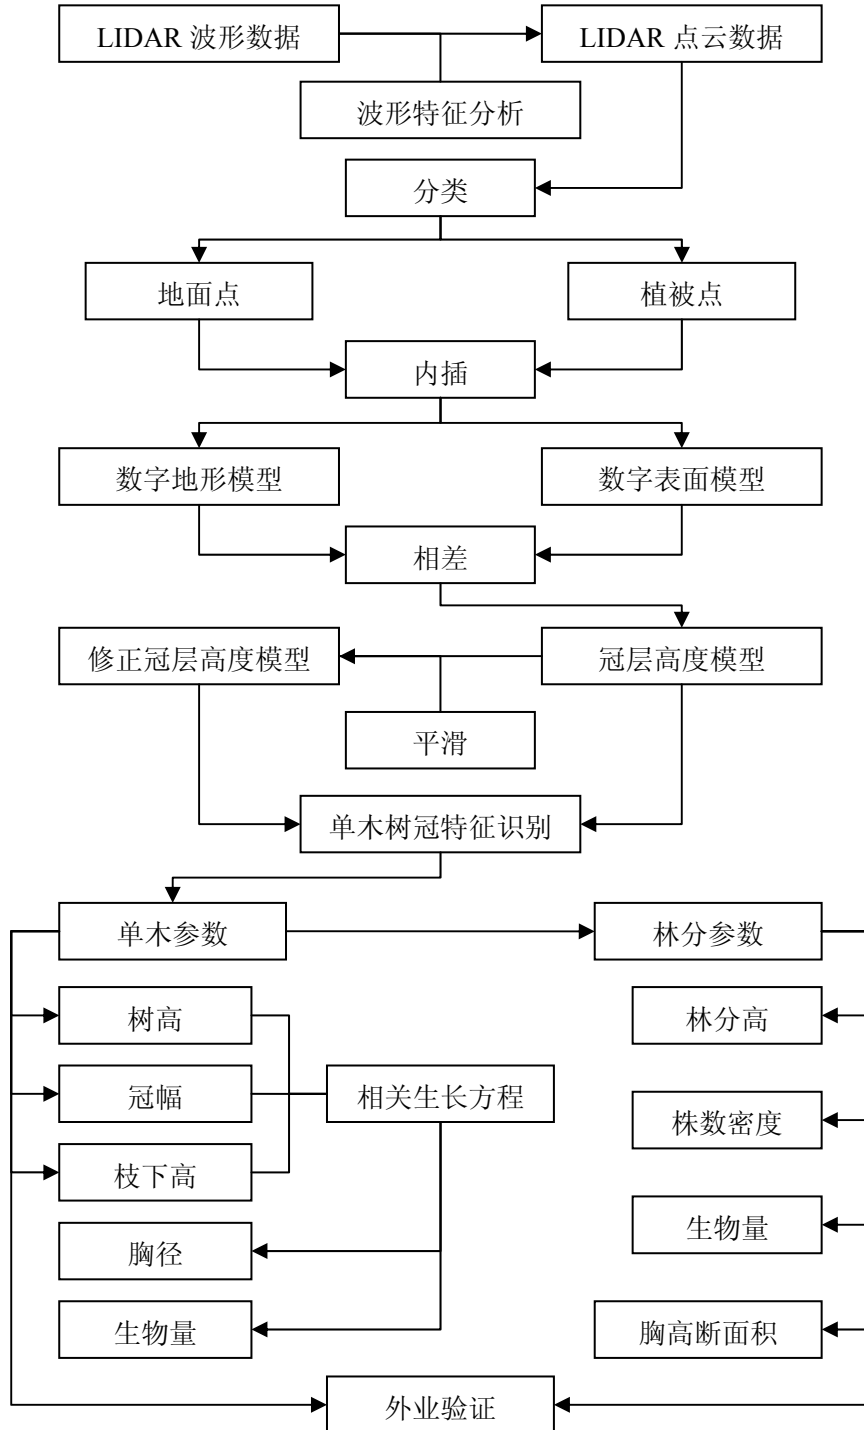 LIDAR 波形数据
LIDAR 点云数据
波形特征分析
分类
地面点
植被点
内插
数字地形模型
数字表面模型
相差
修正冠层高度模型
冠层高度模型
平滑
单木树冠特征识别
单木参数
林分参数
树高
林分高
冠幅
相关生长方程
株数密度
枝下高
生物量
胸径
生物量
胸高断面积
外业验证